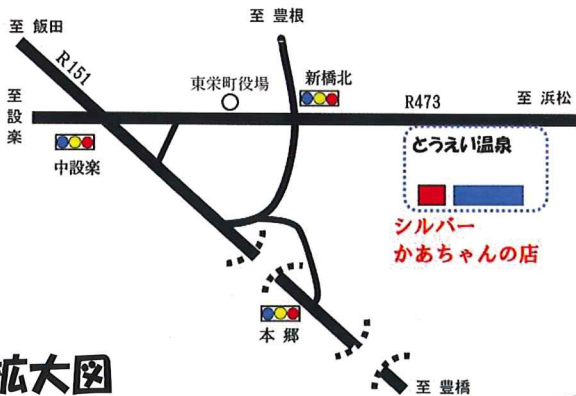 至 飯田
至 豊根
R151
東栄町役場
新橋北
R473
至 浜松
至設楽
中設楽
とうえい温泉
シルバー
かあちゃんの店
本 郷
拡大図
至 豊橋